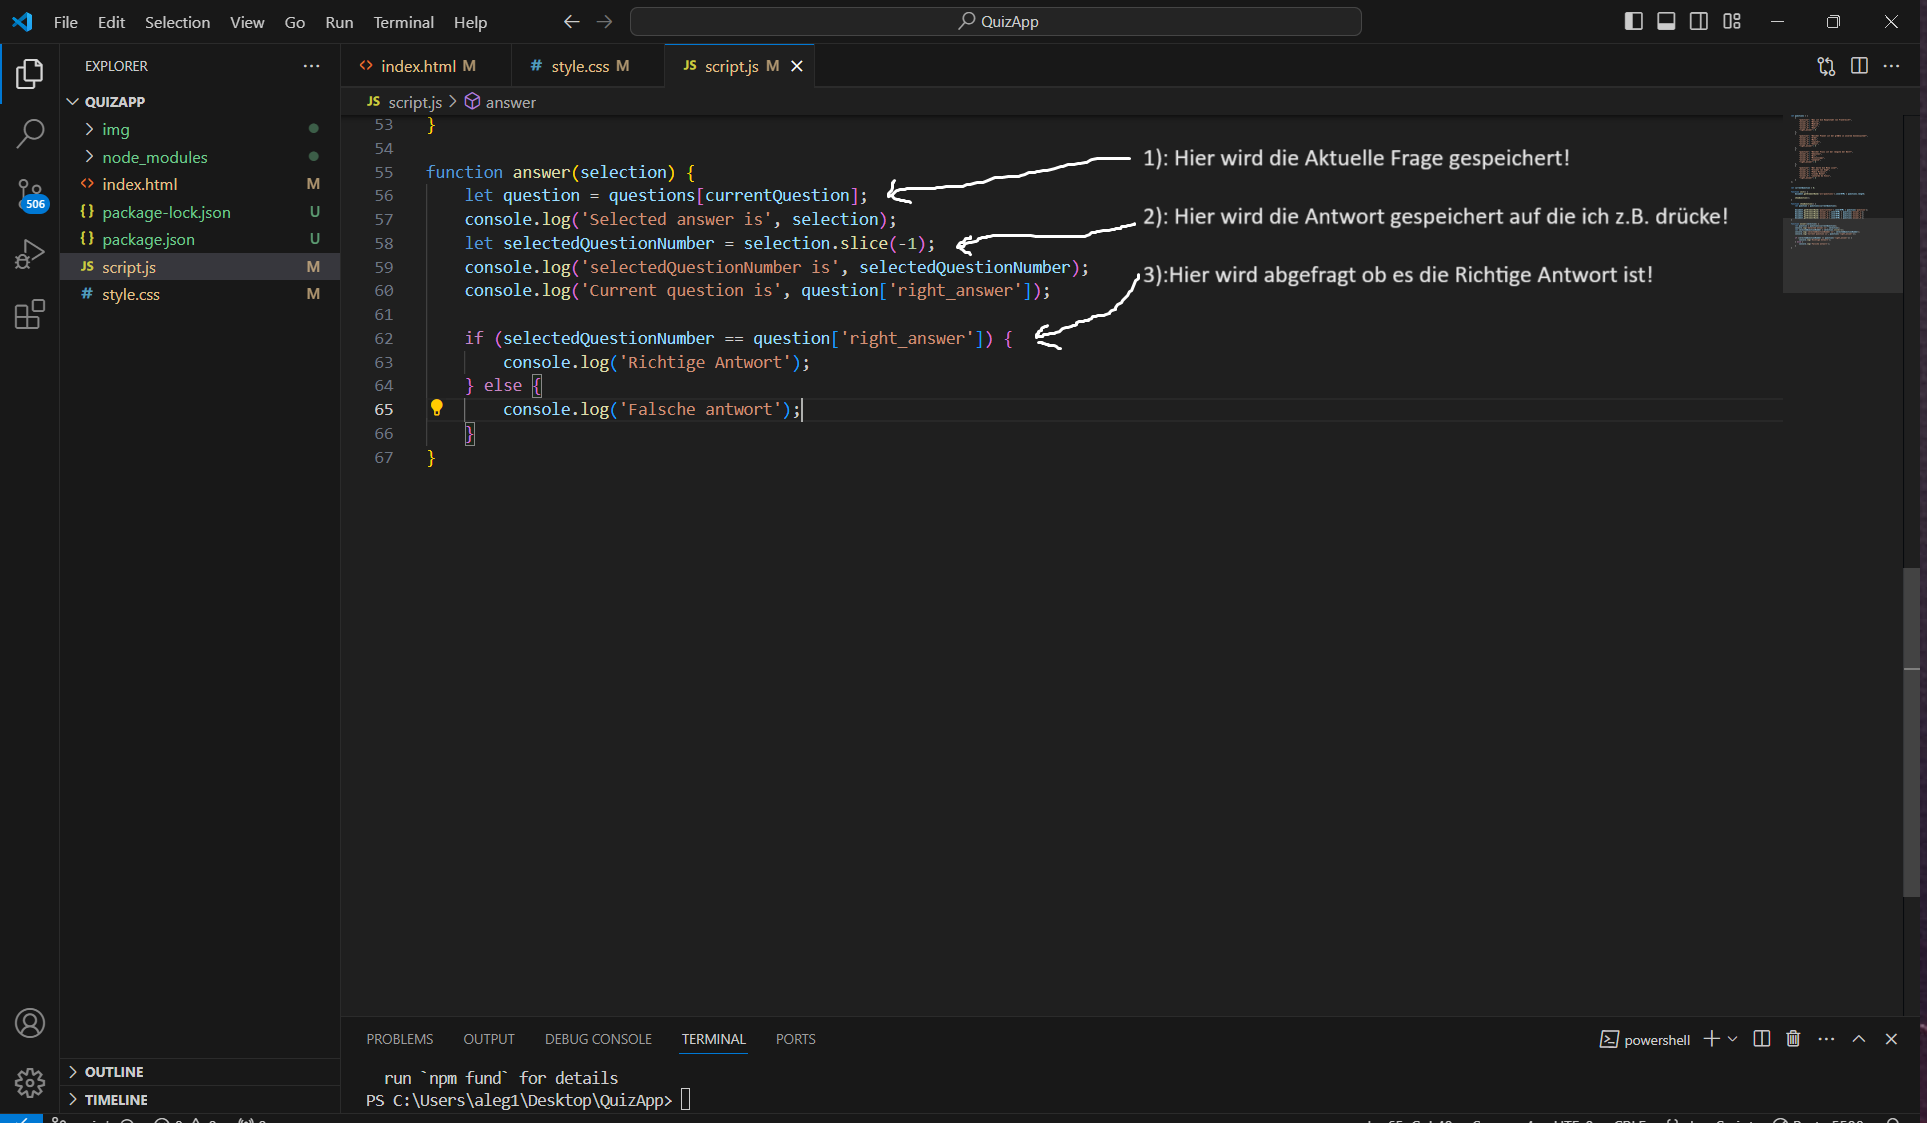 File Edit Selection View Go Run Terminal Help
QuizApp
EXPLORER
QUIZAPP
img
node_modules
index.html M
package-lock.json U
package.json U
script.js M
style.css M
OUTLINE
TIMELINE
506
index.html M
style.css M
script.js M
script.js > answer
53 }
54
55 function answer(selection) {
56 let question = questions[currentQuestion];
57 console.log('Selected answer is', selection);
58 let selectedQuestionNumber = selection.slice(-1);
59 console.log('selectedQuestionNumber is', selectedQuestionNumber);
60 console.log('Current question is', question['right_answer']);
61
62 if (selectedQuestionNumber == question['right_answer']) {
63 console.log('Richtige Antwort');
64 } else {
65 console.log('Falsche antwort');
66 }
67 }
1): Hier wird die Aktuelle Frage gespeichert!
2): Hier wird die Antwort gespeichert auf die ich z.B. drücke!
3):Hier wird abgefragt ob es die Richtige Antwort ist!
PROBLEMS OUTPUT DEBUG CONSOLE TERMINAL PORTS
powershell
run `npm fund` for details
PS C:\Users\aleg1\Desktop\QuizApp>